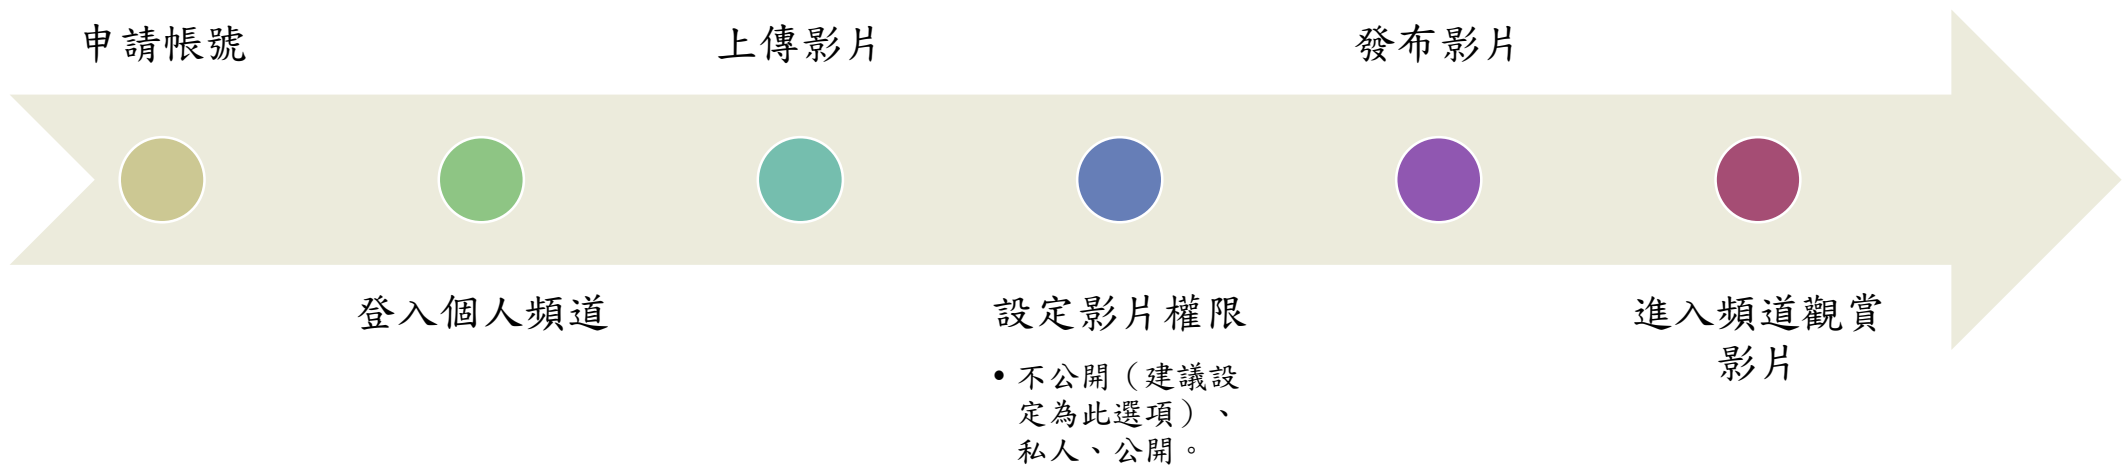 申請帳號
登入個人頻道
上傳影片
設定影片權限
• 不公開（建議設
定為此選項）、
私人、公開。
發布影片
進入頻道觀賞
影片